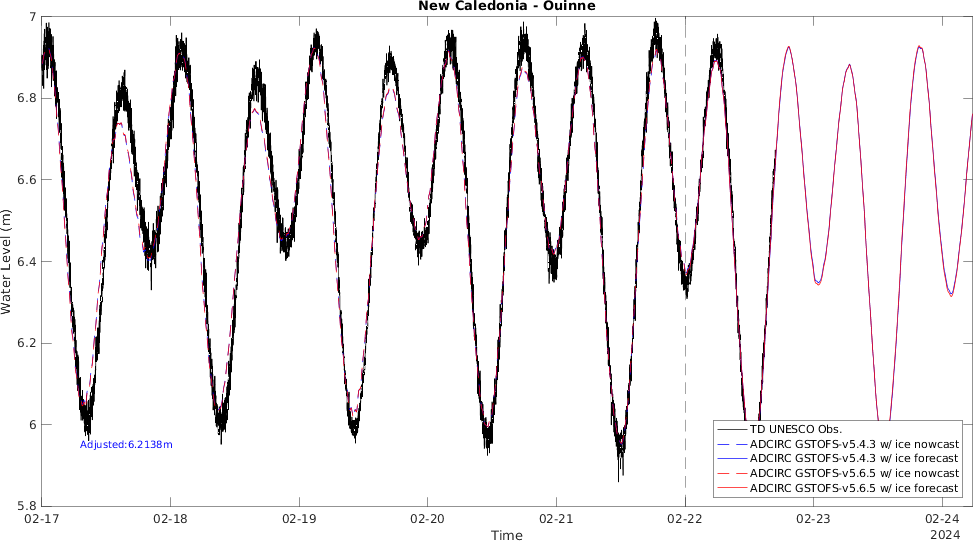 New Caledonia - Ouinne
7
6.8
6.6
6.4
6.2
6
5.8
Water Level (m)
Adjusted:6.2138m
TD UNESCO Obs.
ADCIRC GSTOFS-v5.4.3 w/ ice nowcast
ADCIRC GSTOFS-v5.4.3 w/ ice forecast
ADCIRC GSTOFS-v5.6.5 w/ ice nowcast
ADCIRC GSTOFS-v5.6.5 w/ ice forecast
02-17 02-18 02-19 02-20 02-21 02-22 02-23 02-24
Time
2024